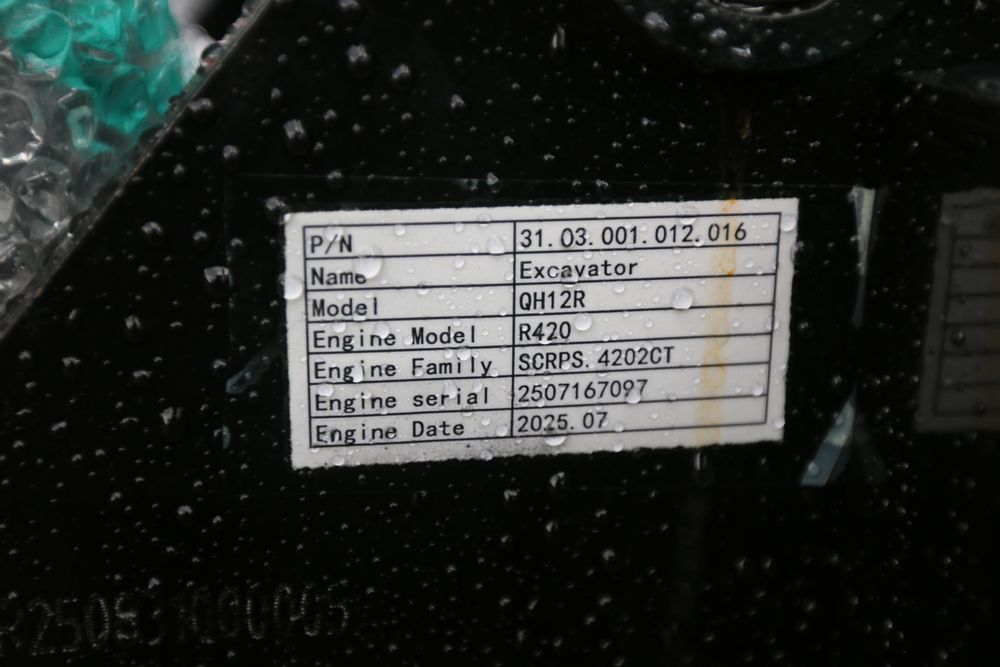 P/N 31.03.001.012.016
Name Excavator
Model QH12R
Engine Model R420
Engine Family SCRPS.4202CT
Engine serial 2507167097
Engine Date 2025.07